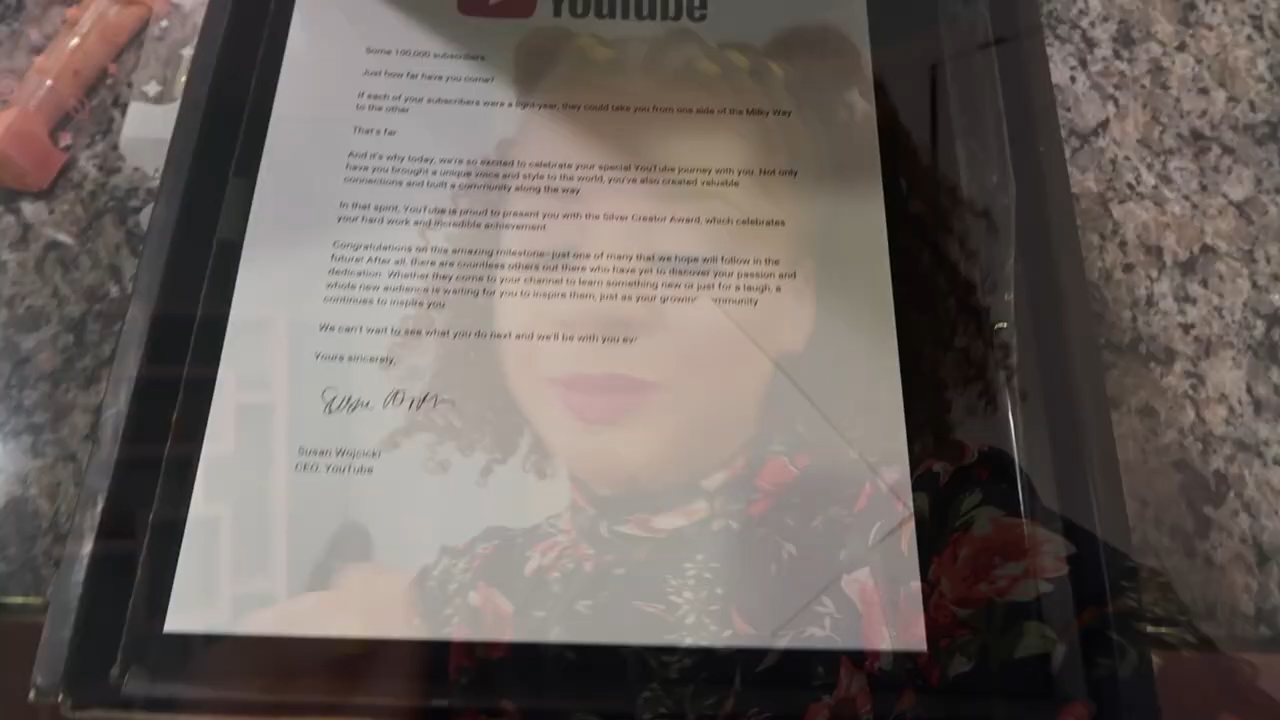 YouTube
Some 100,000 subscribers.
Just how far have you come?
If each of your subscribers were a light-year, they could take you from one side of the Milky Way
to the other.
That's far.
And it's why today, we're so excited to celebrate your special YouTube journey with you. Not only
have you brought a unique voice and style to the world, you've also created valuable
connections and built a community along the way.
In that spirit, YouTube is proud to present you with the Silver Creator Award, which celebrates
your hard work and incredible achievement.
Congratulations on this amazing milestone–just one of many that we hope will follow in the
future! After all, there are countless others out there who have yet to discover your passion and
dedication. Whether they come to your channel to learn something new or just for a laugh, a
whole new audience is waiting for you to inspire them, just as your growin mmunity
continues to inspire you.
We can't wait to see what you do next and we'll be with you ev
Yours sincerely,
Susan Wojcicki
CEO, YouTube